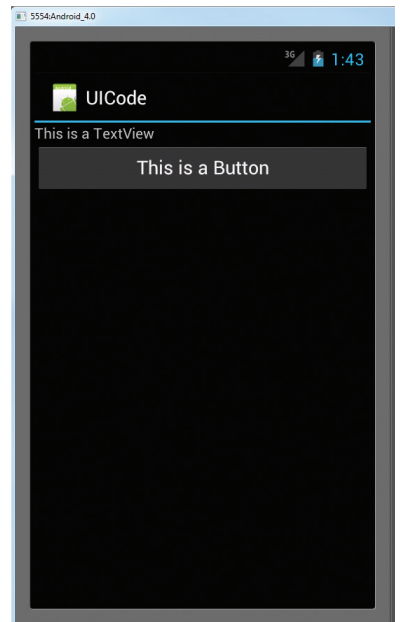 5554:Android_4.0
3G 1:43
UICode
This is a TextView
This is a Button